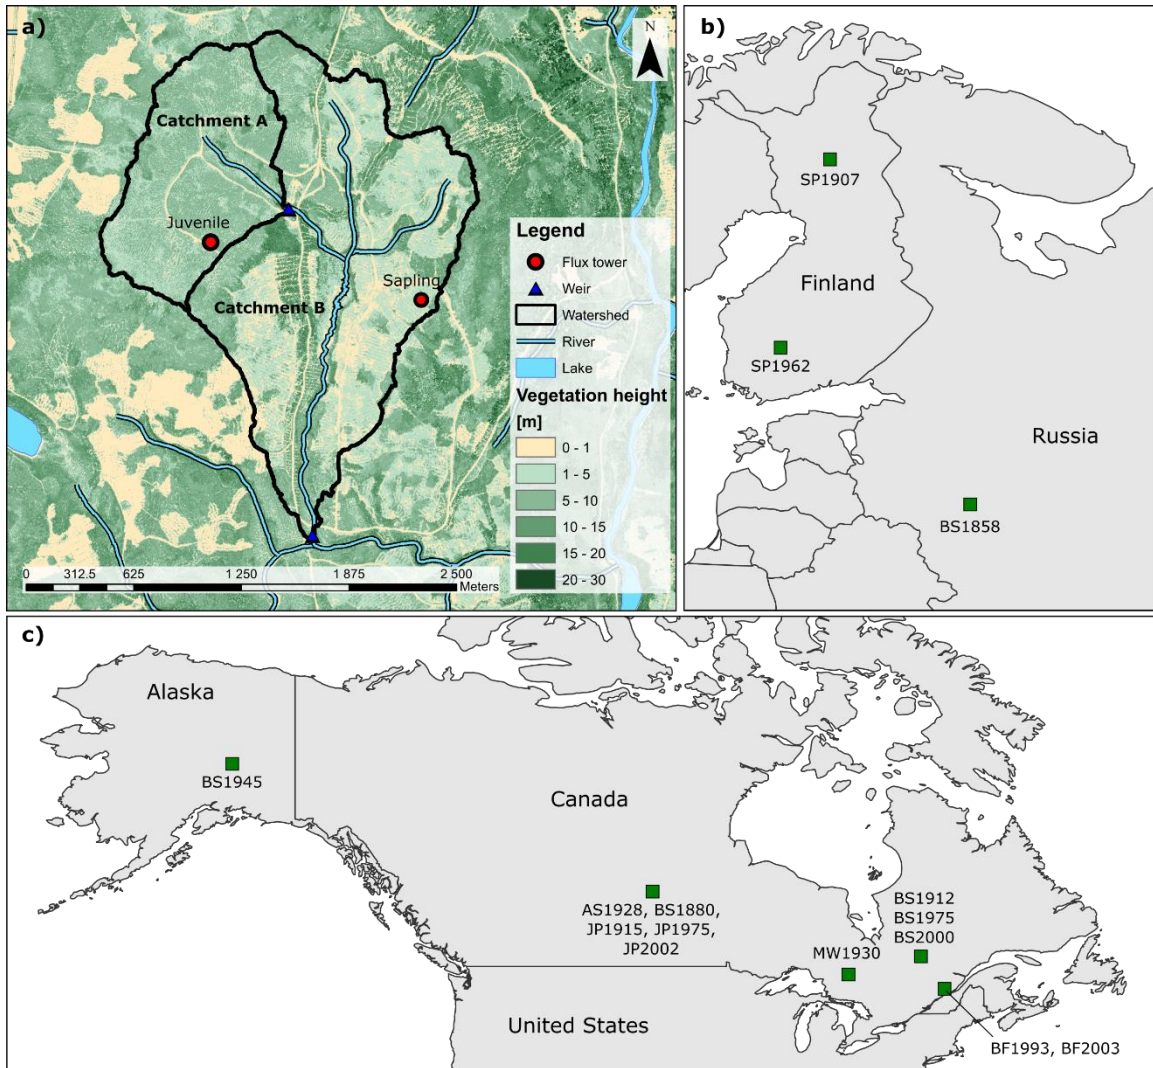 a)
N
Catchment A
Juvenile
Sapling
Catchment B
Legend
Flux tower
Weir
Watershed
River
Lake
Vegetation height
[m]
0 - 1
1 - 5
5 - 10
10 - 15
15 - 20
20 - 30
0 312.5 625 1 250 1 875 2 500
Meters
b)
SP1907
Finland
SP1962
Russia
BS1858
c)
Alaska
BS1945
Canada
AS1928, BS1880,
JP1915, JP1975,
JP2002
MW1930
BS1912
BS1975
BS2000
United States
BF1993, BF2003